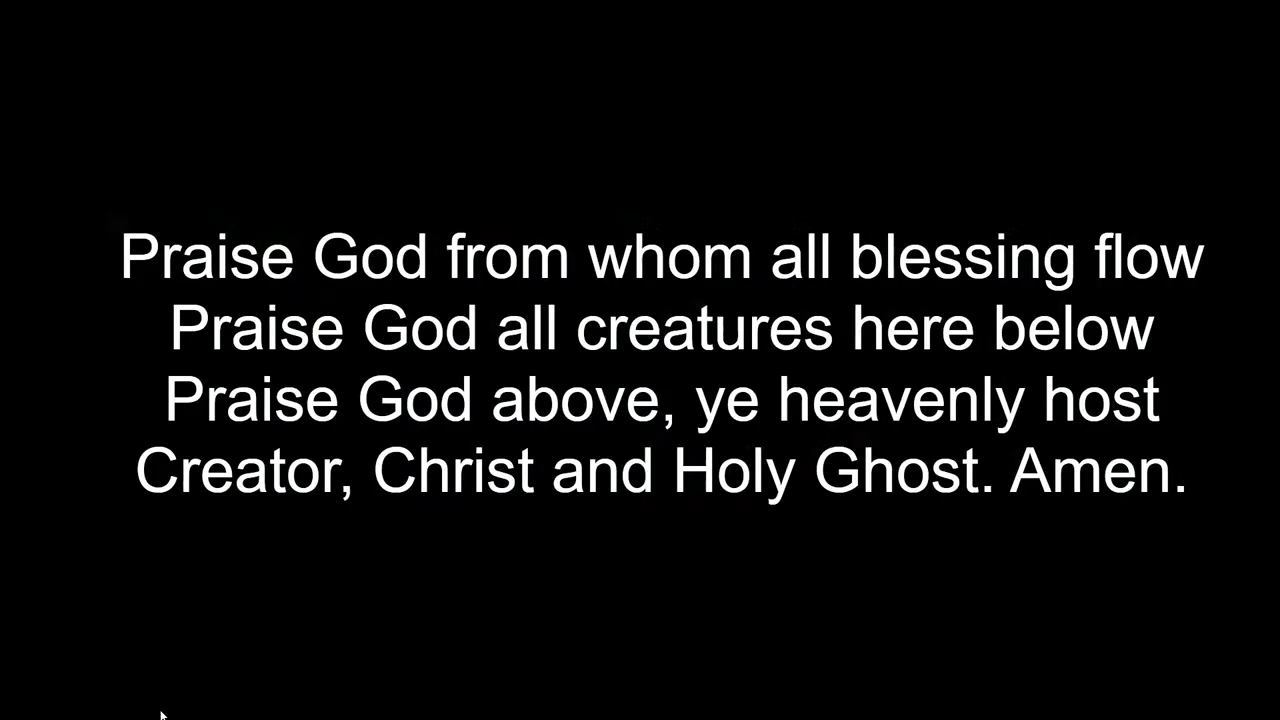 Praise God from whom all blessing flow
Praise God all creatures here below
Praise God above, ye heavenly host
Creator, Christ and Holy Ghost. Amen.